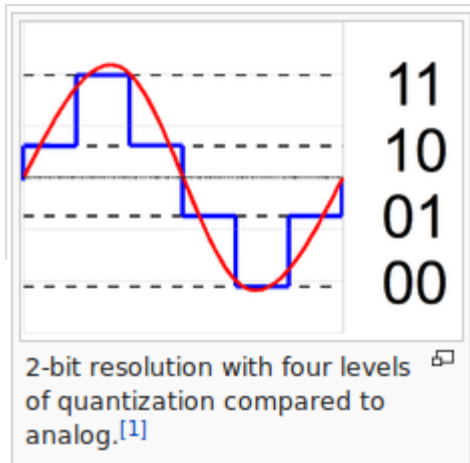 11
10
01
00
2-bit resolution with four levels
of quantization compared to
analog.[1]